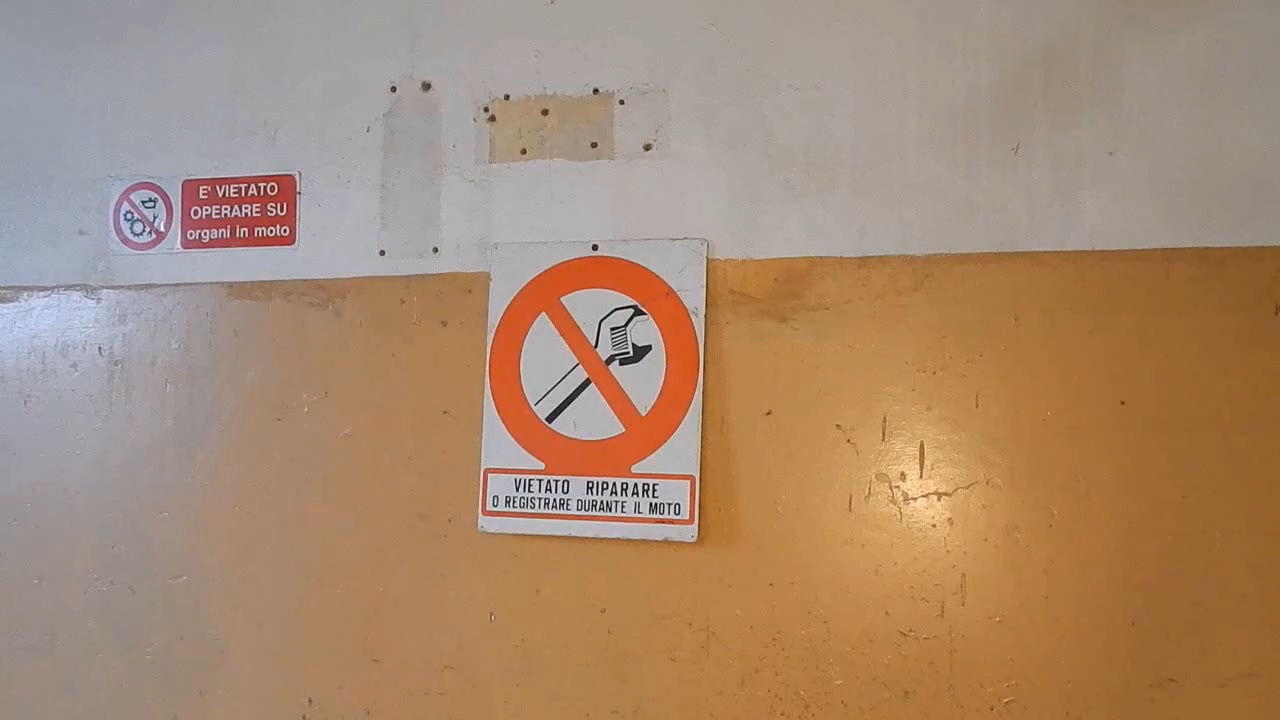 E' VIETATO
OPERARE SU
organi in moto
VIETATO RIPARARE
O REGISTRARE DURANTE IL MOTO